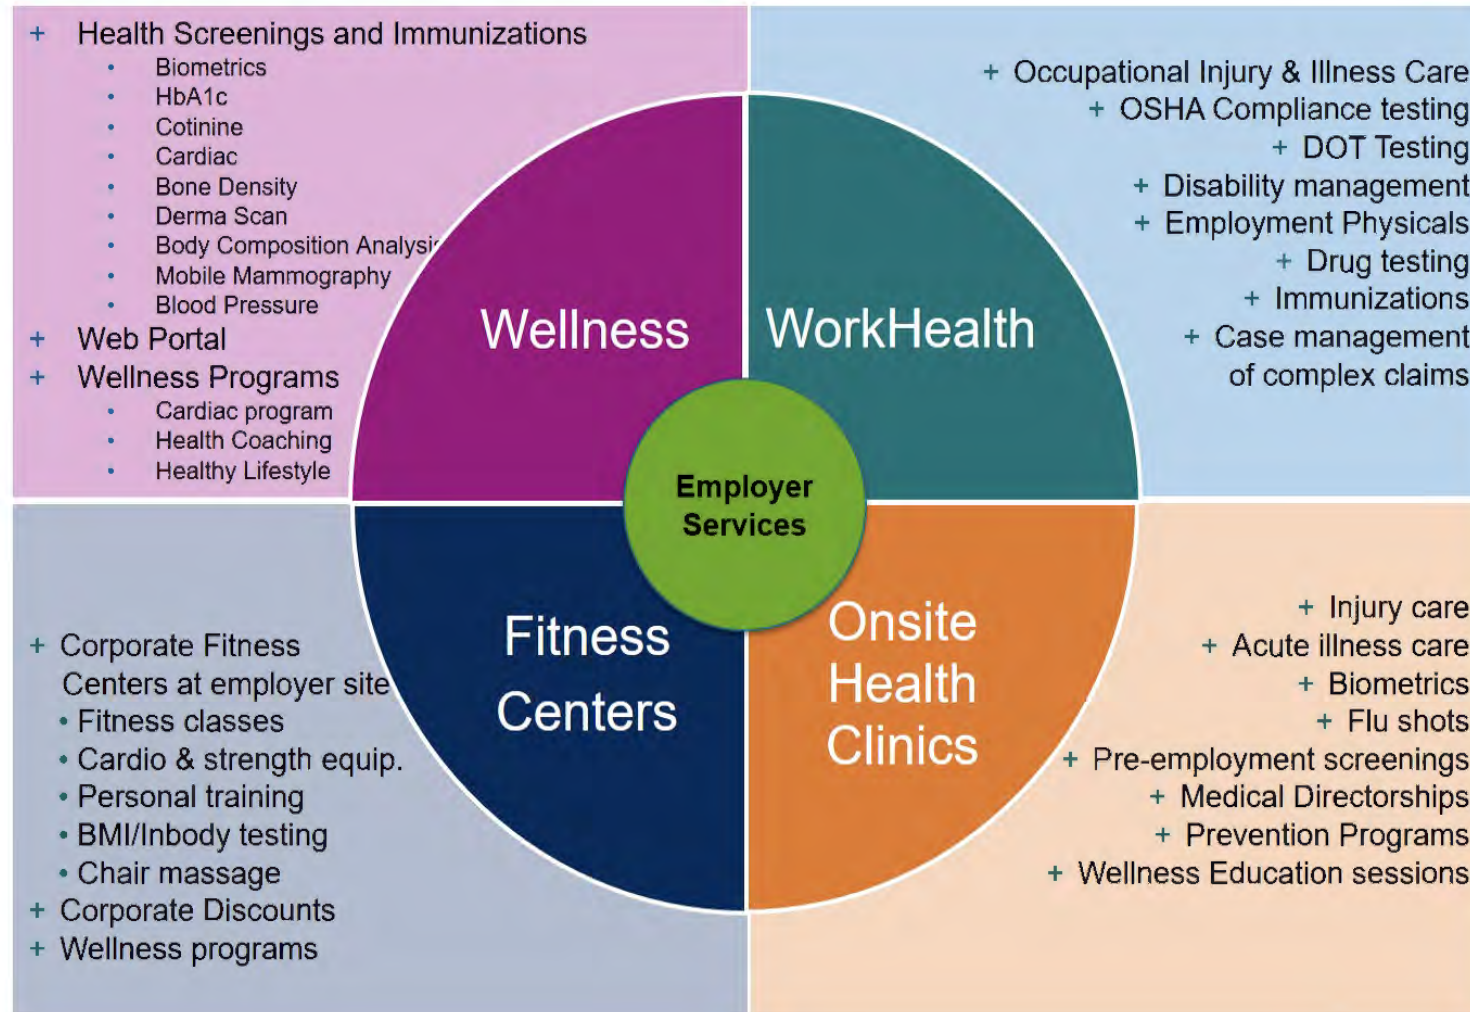 + Health Screenings and Immunizations
• Biometrics
• HbA1c
• Cotinine
• Cardiac
• Bone Density
• Derma Scan
• Body Composition Analysis
• Mobile Mammography
• Blood Pressure
+ Web Portal
+ Wellness Programs
• Cardiac program
• Health Coaching
• Healthy Lifestyle
+ Occupational Injury & Illness Care
+ OSHA Compliance testing
+ DOT Testing
+ Disability management
+ Employment Physicals
+ Drug testing
+ Immunizations
+ Case management
of complex claims
Wellness
WorkHealth
Employer
Services
Fitness
Centers
Onsite
Health
Clinics
+ Corporate Fitness
Centers at employer site
• Fitness classes
• Cardio & strength equip.
• Personal training
• BMI/Inbody testing
• Chair massage
+ Corporate Discounts
+ Wellness programs
+ Injury care
+ Acute illness care
+ Biometrics
+ Flu shots
+ Pre-employment screenings
+ Medical Directorships
+ Prevention Programs
+ Wellness Education sessions